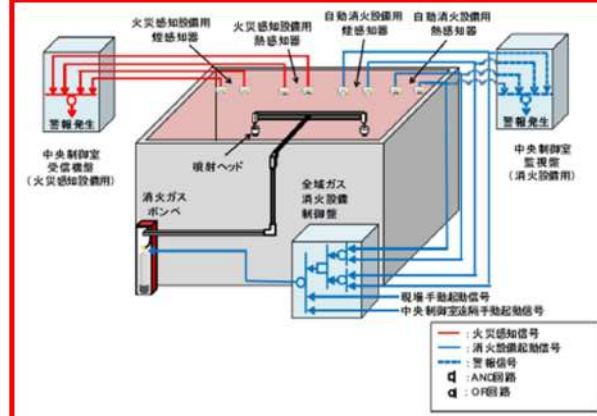 火災感知設備用
煙感知器
火災感知設備用
熱感知器
自動消火設備用
煙感知器
自動消火設備用
熱感知器
警報発生
中央制御室
受信機盤
(火災感知設備用)
警報発生
中央制御室
監視盤
(消火設備用)
噴射ヘッド
消火ガス
ボンベ
全域ガス
消火設備
制御盤
現場手動起動信号
中央制御室遠隔手動起動信号
:火災感知信号
:消火設備起動信号
:警報信号
:AND回路
:OR回路